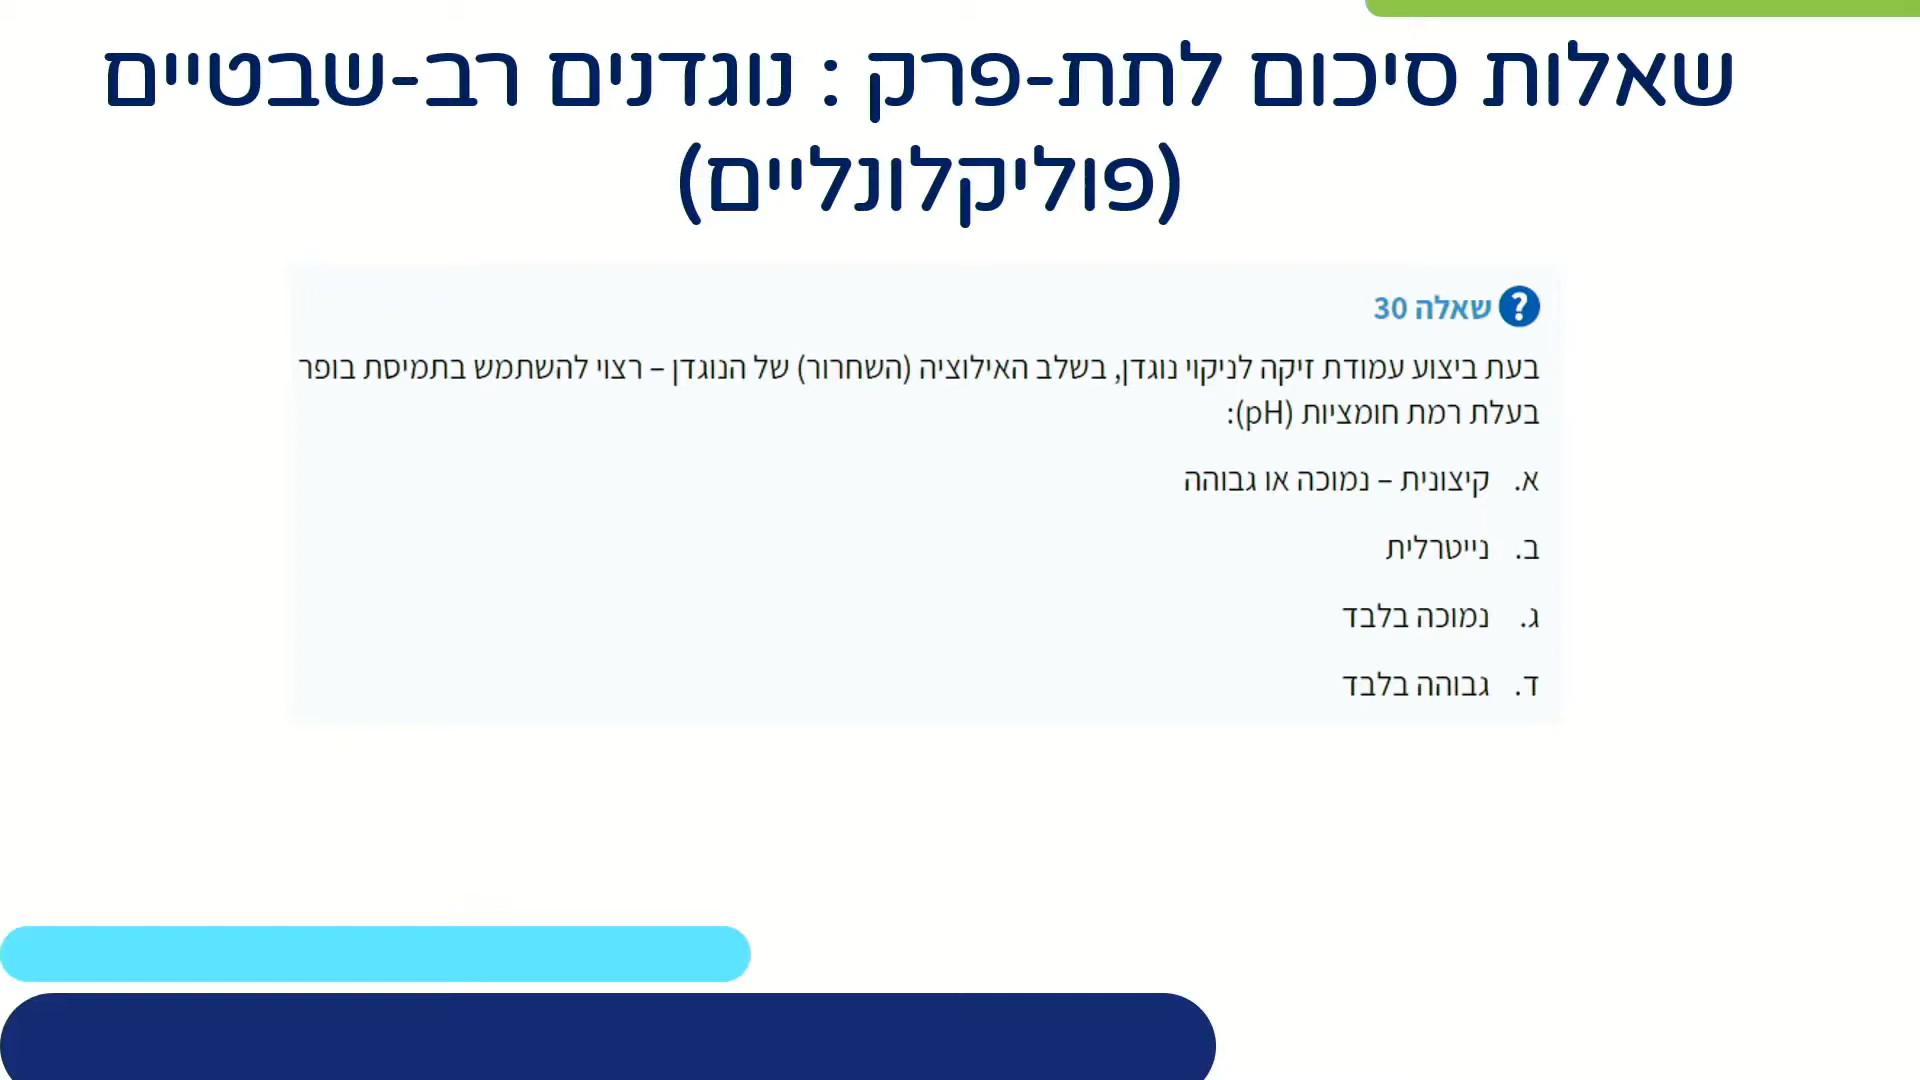 שאלות סיכום לתת-פרק : נוגדנים רב-שבטיים
(פוליקלונליים)
? שאלה 30
בעת ביצוע עמודת זיקה לניקוי נוגדן, בשלב האילוציה (השחרור) של הנוגדן – רצוי להשתמש בתמיסת בופר
בעלת רמת חומציות (pH):
א. קיצונית – נמוכה או גבוהה
ב. נייטרלית
ג. נמוכה בלבד
ד. גבוהה בלבד